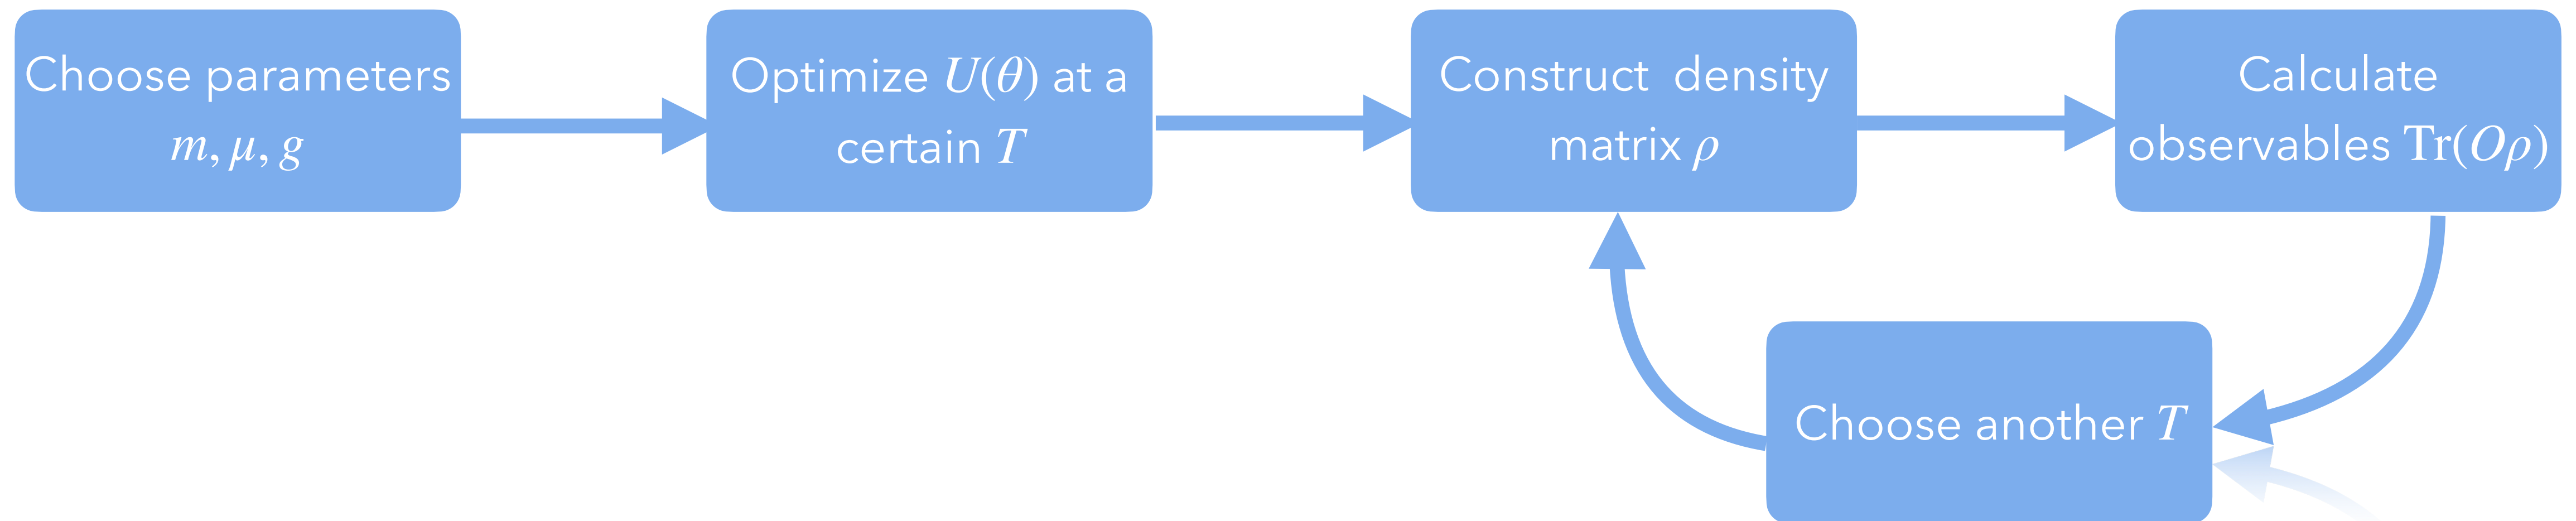 Choose parameters
m, μ, g
Optimize U(θ) at a
certain T
Construct density
matrix ρ
Calculate
observables Tr(Oρ)
Choose another T